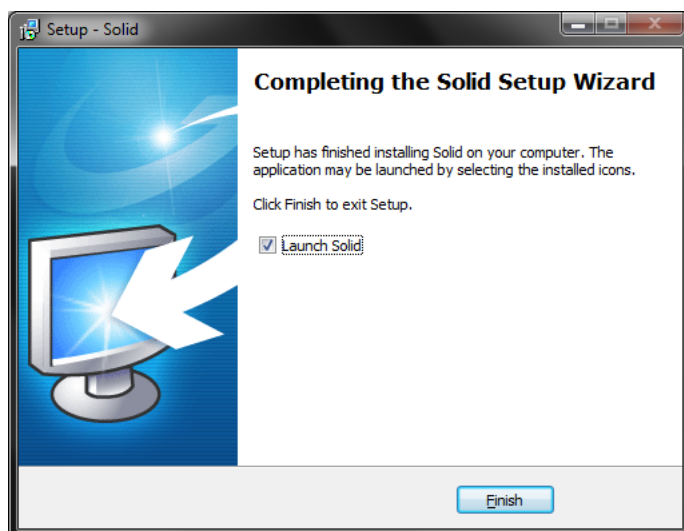 Setup - Solid
Completing the Solid Setup Wizard
Setup has finished installing Solid on your computer. The
application may be launched by selecting the installed icons.
Click Finish to exit Setup.
Launch Solid
Finish